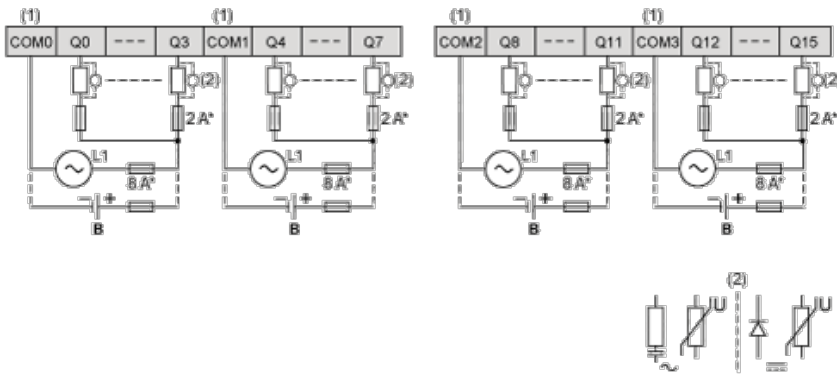 (1) (1) (1) (1)
COM0 Q0 --- Q3 COM1 Q4 --- Q7 COM2 Q8 --- Q11 COM3 Q12 --- Q15
(2) (2) (2) (2)
2 A* 2 A* 2 A* 2 A*
L1 L1 L1 L1
8 A* 8 A* 8 A* 8 A*
B B B B
(2)
U U